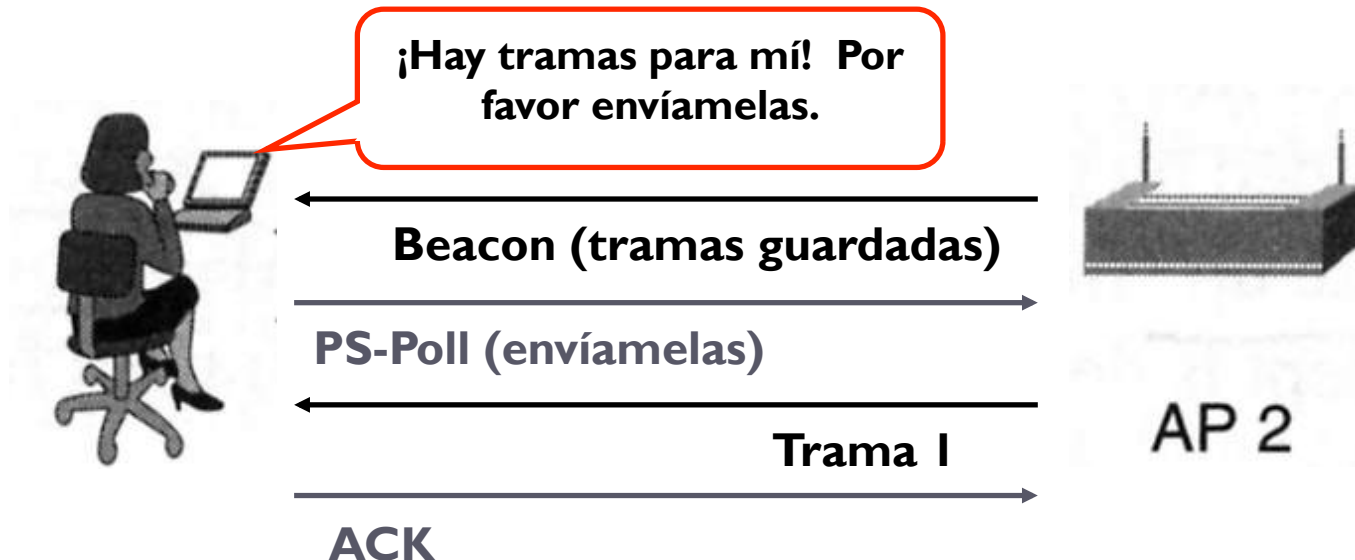 ¡Hay tramas para mí!  Por
favor envíamelas.
Beacon (tramas guardadas)
PS-Poll (envíamelas)
Trama 1
AP 2
ACK